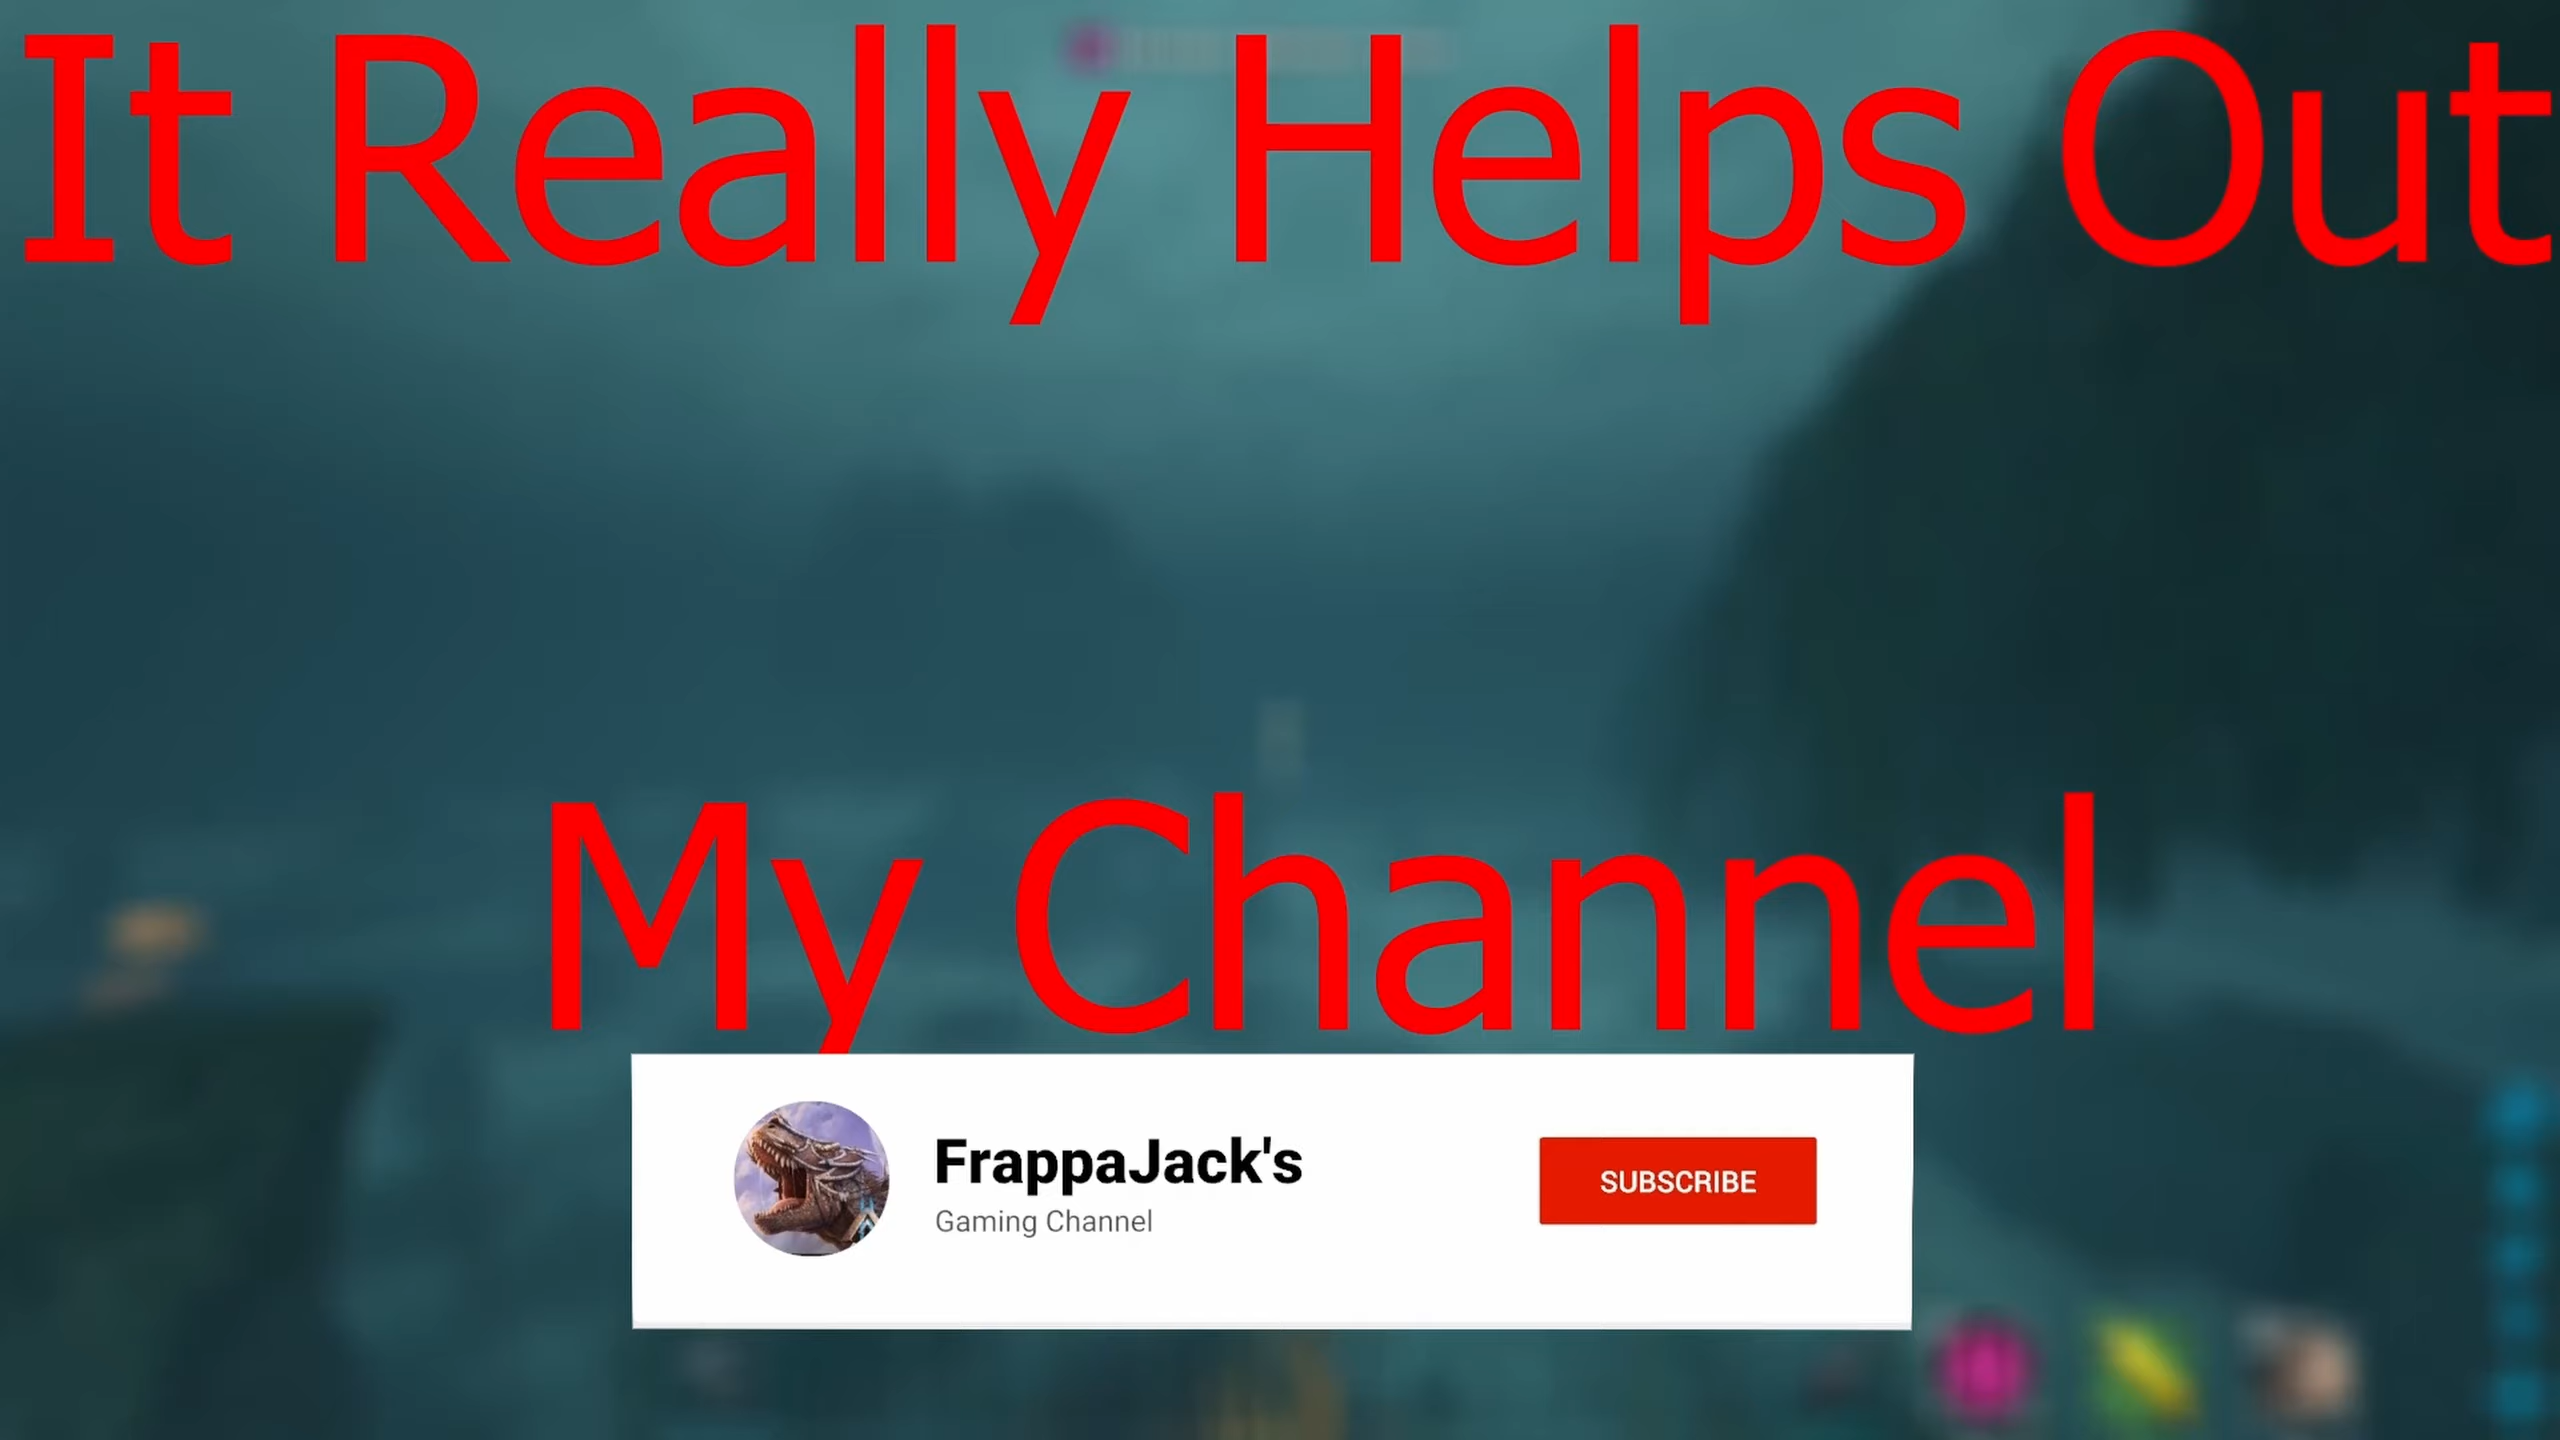 It Really Helps Out
My Channel
FrappaJack's
Gaming Channel
SUBSCRIBE